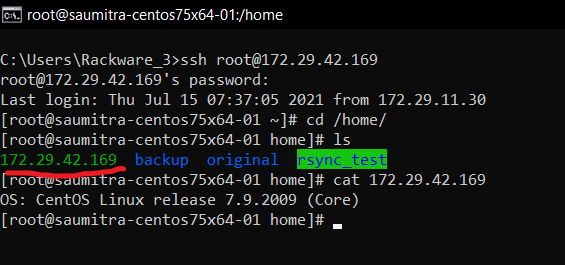 root@saumitra-centos75x64-01:/home
C:\Users\Rackware_3>ssh root@172.29.42.169
root@172.29.42.169's password:
Last login: Thu Jul 15 07:37:05 2021 from 172.29.11.30
[root@saumitra-centos75x64-01 ~]# cd /home/
[root@saumitra-centos75x64-01 home]# ls
172.29.42.169  backup  original  rsync_test
[root@saumitra-centos75x64-01 home]# cat 172.29.42.169
OS: CentOS Linux release 7.9.2009 (Core)
[root@saumitra-centos75x64-01 home]#